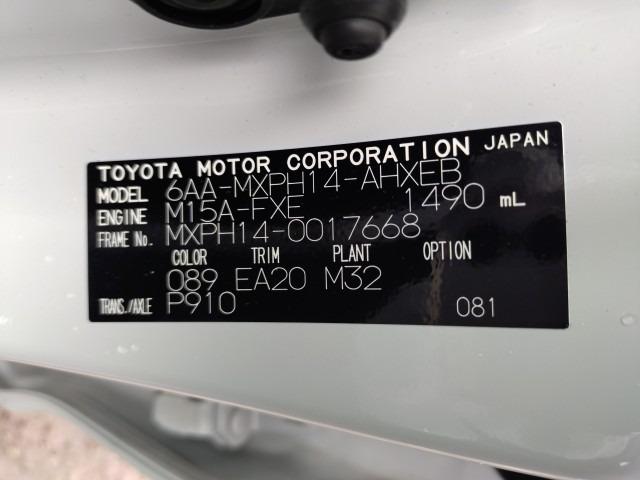 TOYOTA MOTOR CORPORATION JAPAN
MODEL 6AA-MXPH14-AHXEB
ENGINE M15A-FXE 1490 mL
FRAME No. MXPH14-0017668
COLOR TRIM PLANT OPTION
089 EA20 M32
TRANS./AXLE P910 081